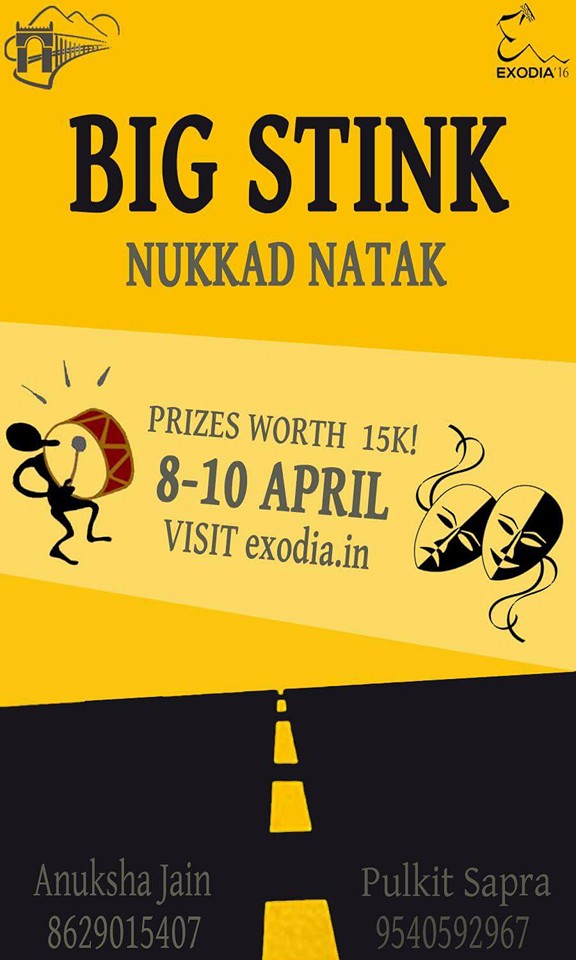 EXODIA'16
BIG STINK
NUKKAD NATAK
PRIZES WORTH 15K!
8-10 APRIL
VISIT exodia.in
Anuksha Jain
8629015407
Pulkit Sapra
9540592967